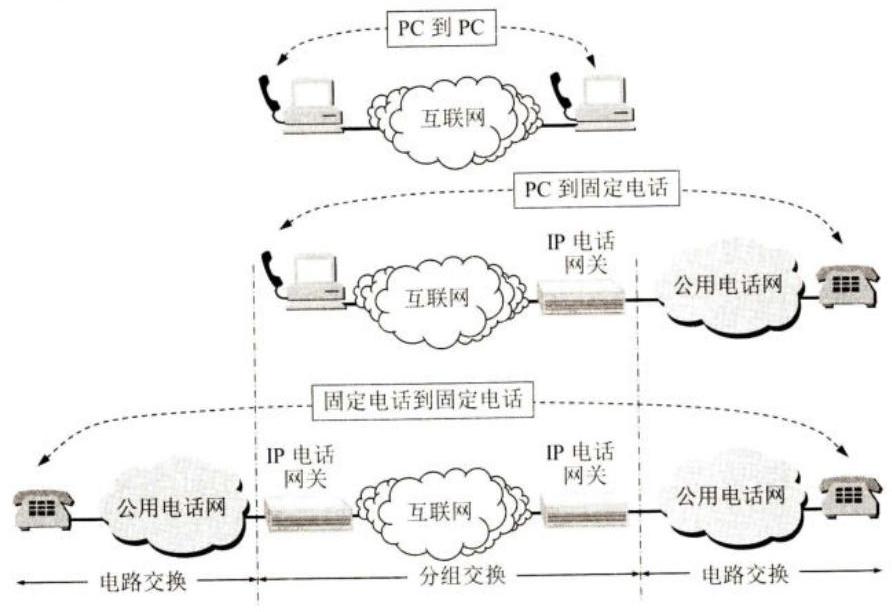 PC 到 PC
互联网
PC 到固定电话
IP 电话
网关
互联网
公用电话网
固定电话到固定电话
IP 电话
网关
IP 电话
网关
公用电话网
互联网
公用电话网
电路交换
分组交换
电路交换